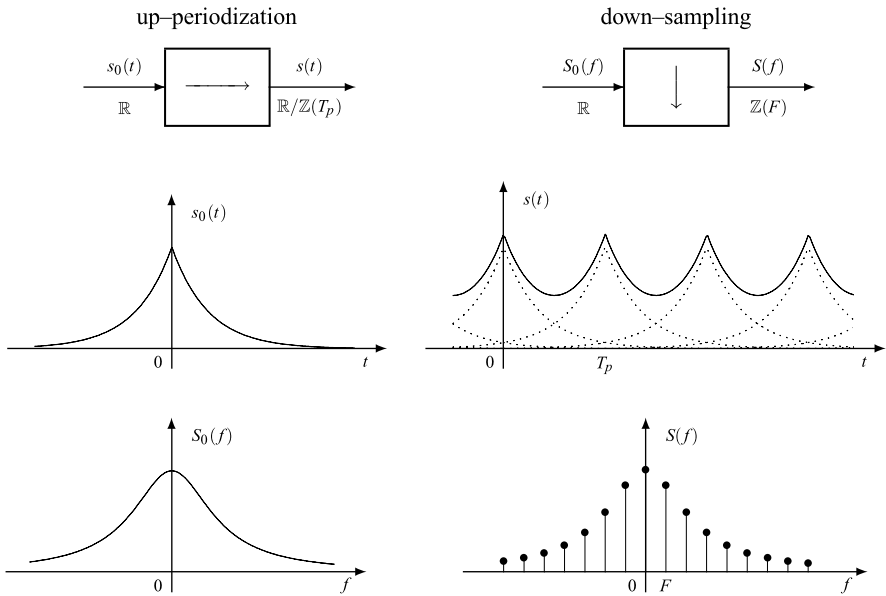 up–periodization
down–sampling
s₀(t)
s(t)
S₀(f)
S(f)
ℝ
ℝ/ℤ(Tₚ)
ℝ
ℤ(F)
s₀(t)
s(t)
0
t
0
Tₚ
t
S₀(f)
S(f)
0
f
0
F
f